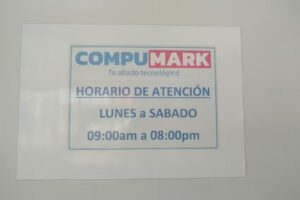 COMPUMARK
Tu aliado tecnológico
HORARIO DE ATENCIÓN
LUNES a SABADO
09:00am a 08:00pm